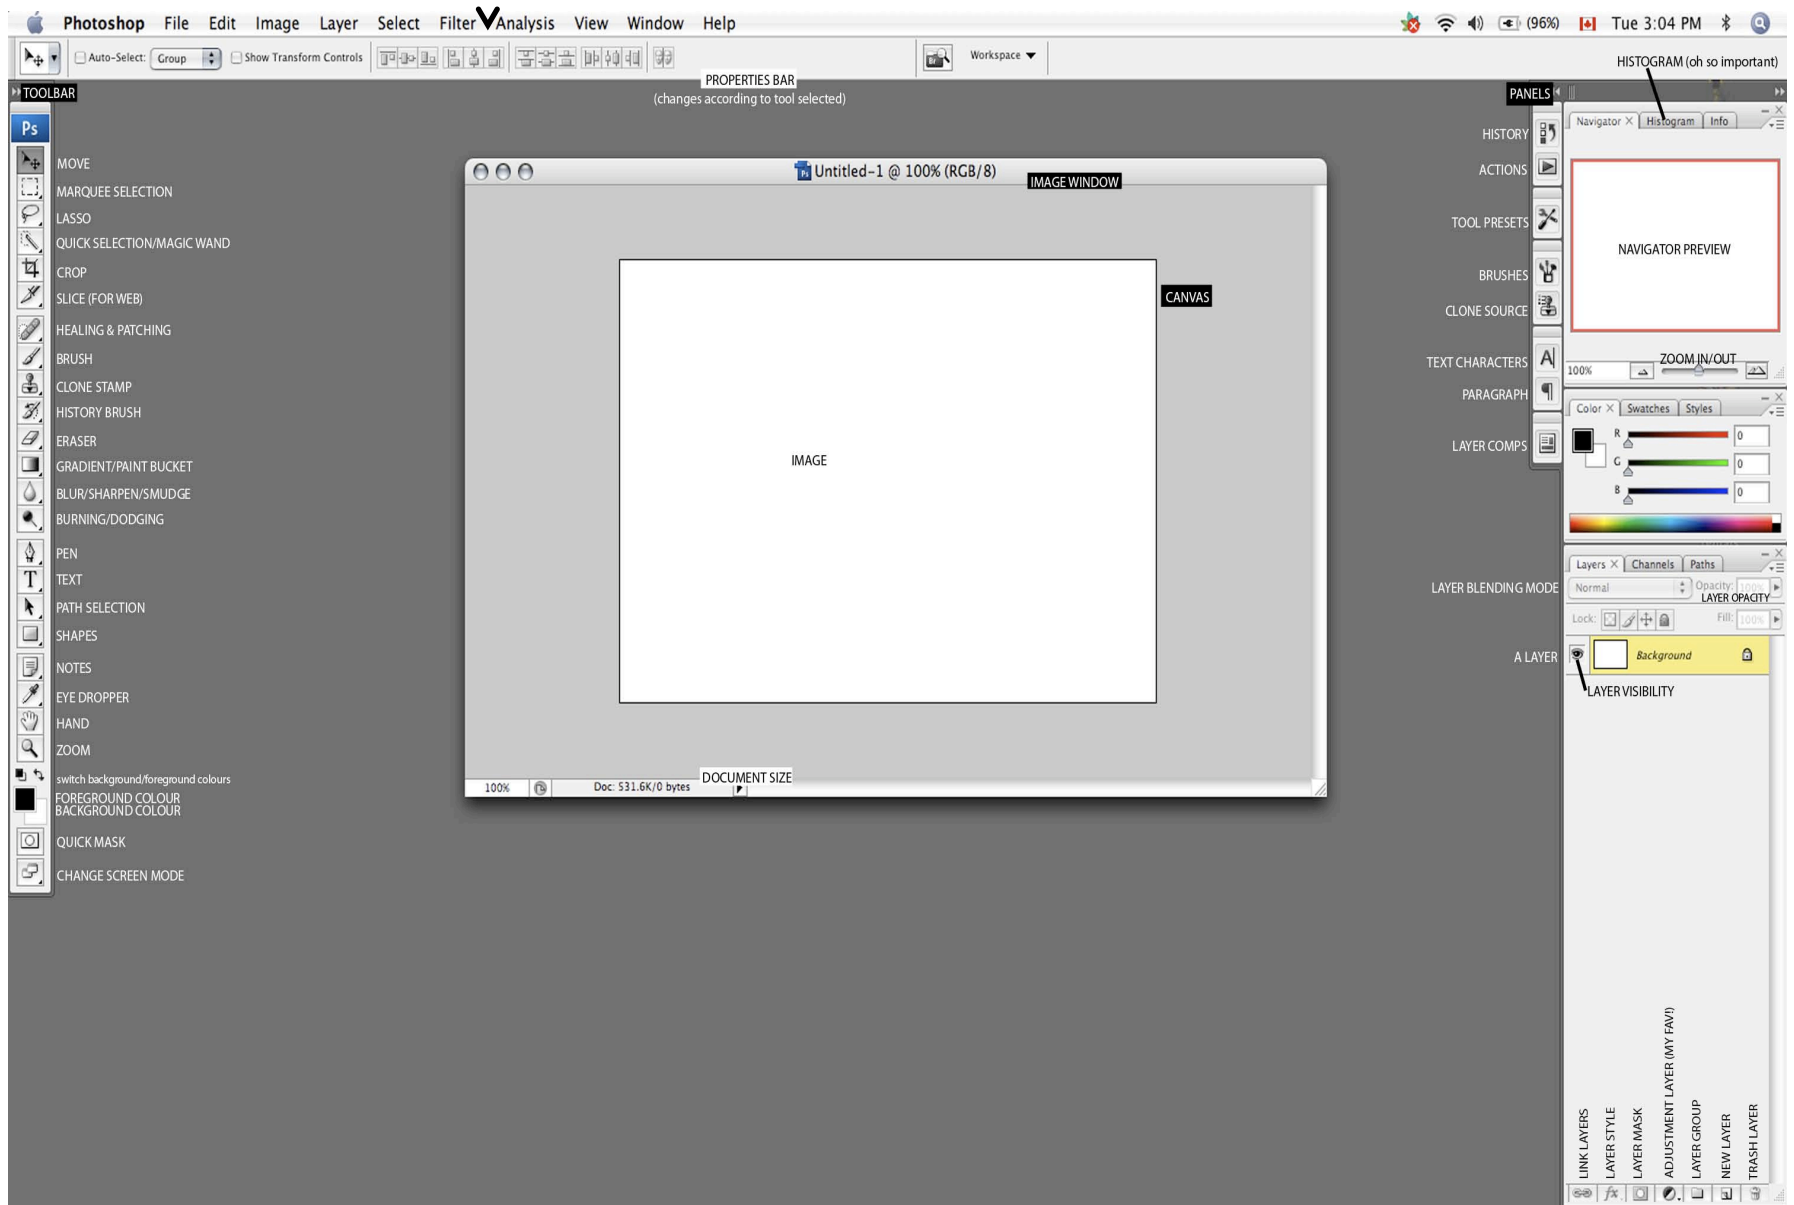 Photoshop File Edit Image Layer Select Filter Analysis View Window Help (96%) Tue 3:04 PM
Auto-Select: Group Show Transform Controls Br Workspace
HISTOGRAM (oh so important)
PROPERTIES BAR
(changes according to tool selected)
TOOLBAR
Ps
MOVE
MARQUEE SELECTION
LASSO
QUICK SELECTION/MAGIC WAND
CROP
SLICE (FOR WEB)
HEALING & PATCHING
BRUSH
CLONE STAMP
HISTORY BRUSH
ERASER
GRADIENT/PAINT BUCKET
BLUR/SHARPEN/SMUDGE
BURNING/DODGING
PEN
T TEXT
PATH SELECTION
SHAPES
NOTES
EYE DROPPER
HAND
ZOOM
switch background/foreground colours
FOREGROUND COLOUR
BACKGROUND COLOUR
QUICK MASK
CHANGE SCREEN MODE
Untitled-1 @ 100% (RGB/8)
IMAGE WINDOW
CANVAS
IMAGE
DOCUMENT SIZE
100% Doc: 531.6K/0 bytes
PANELS
HISTORY
ACTIONS
TOOL PRESETS
BRUSHES
CLONE SOURCE
TEXT CHARACTERS A
PARAGRAPH ¶
LAYER COMPS
LAYER BLENDING MODE
A LAYER
Navigator Histogram Info
NAVIGATOR PREVIEW
ZOOM IN/OUT
100%
Color Swatches Styles
R 0
G 0
B 0
Layers Channels Paths
Normal Opacity: 100%
LAYER OPACITY
Lock: Fill: 100%
Background
LAYER VISIBILITY
LINK LAYERS
LAYER STYLE
LAYER MASK
ADJUSTMENT LAYER (MY FAV!)
LAYER GROUP
NEW LAYER
TRASH LAYER
fx